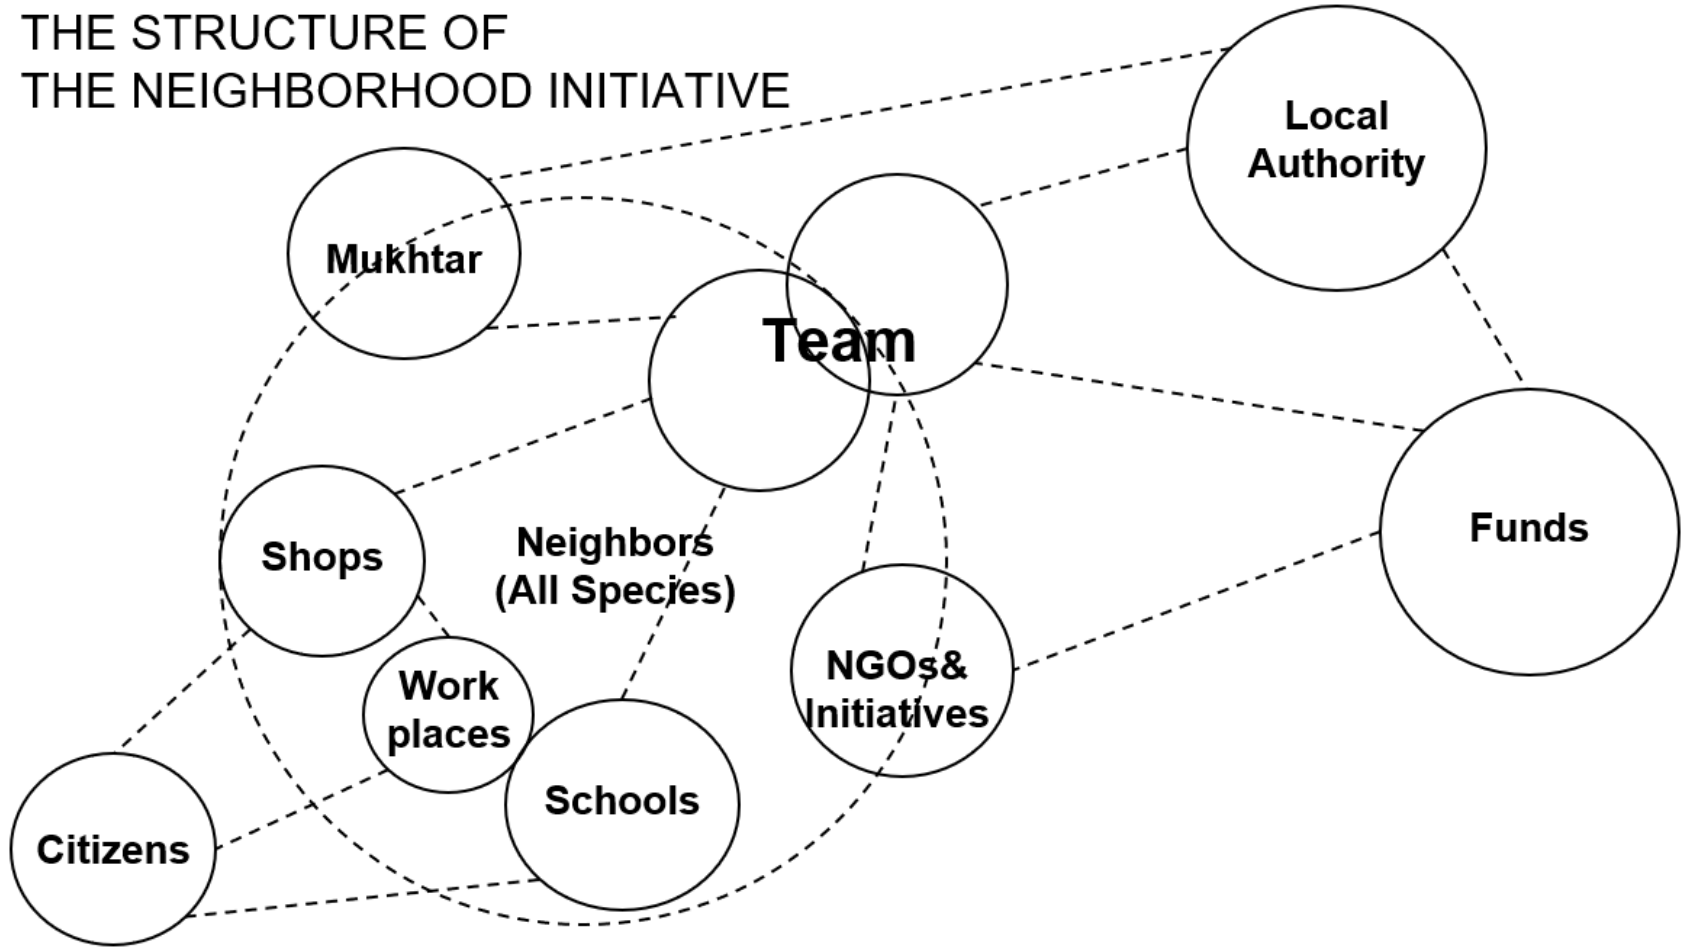 THE STRUCTURE OF
THE NEIGHBORHOOD INITIATIVE
Local
Authority
Mukhtar
Team
Funds
Neighbors
(All Species)
Shops
NGOs&
Initiatives
Work
places
Schools
Citizens